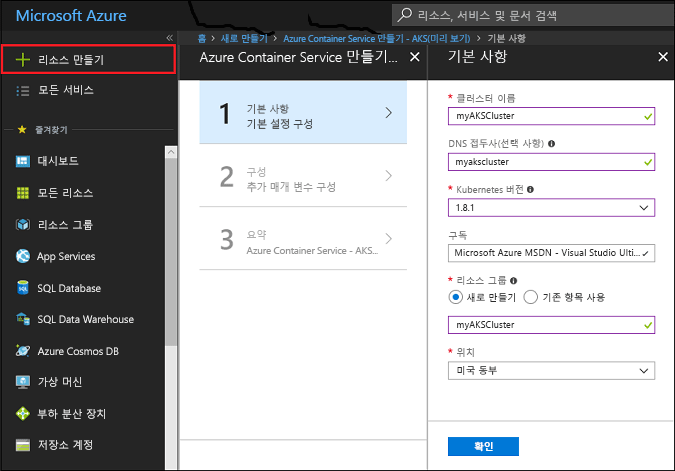 Microsoft Azure
리소스, 서비스 및 문서 검색
홈 > 새로 만들기 > Azure Container Service 만들기 - AKS(미리 보기) > 기본 사항
리소스 만들기
모든 서비스
즐겨찾기
대시보드
모든 리소스
리소스 그룹
App Services
SQL Database
SQL Data Warehouse
Azure Cosmos DB
가상 머신
부하 분산 장치
저장소 계정
Azure Container Service 만들기...
1
기본 사항
기본 설정 구성
2
구성
추가 매개 변수 구성
3
요약
Azure Container Service - AKS...
기본 사항
* 클러스터 이름
myAKSCluster
DNS 접두사(선택 사항)
myakscluster
* Kubernetes 버전
1.8.1
구독
Microsoft Azure MSDN - Visual Studio Ulti...
* 리소스 그룹
새로 만들기 기존 항목 사용
myAKSCluster
* 위치
미국 동부
확인